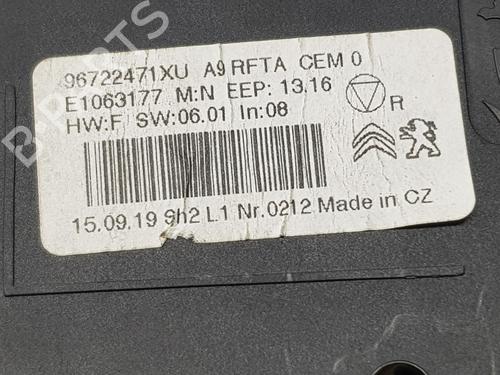 96722471XU A9 RFTA CEM 0
E1063177 M:N EEP: 13.16
HW:F SW:06.01 In:08
R
15.09.19 Sh2 L1 Nr.0212 Made in CZ
B-PARTS